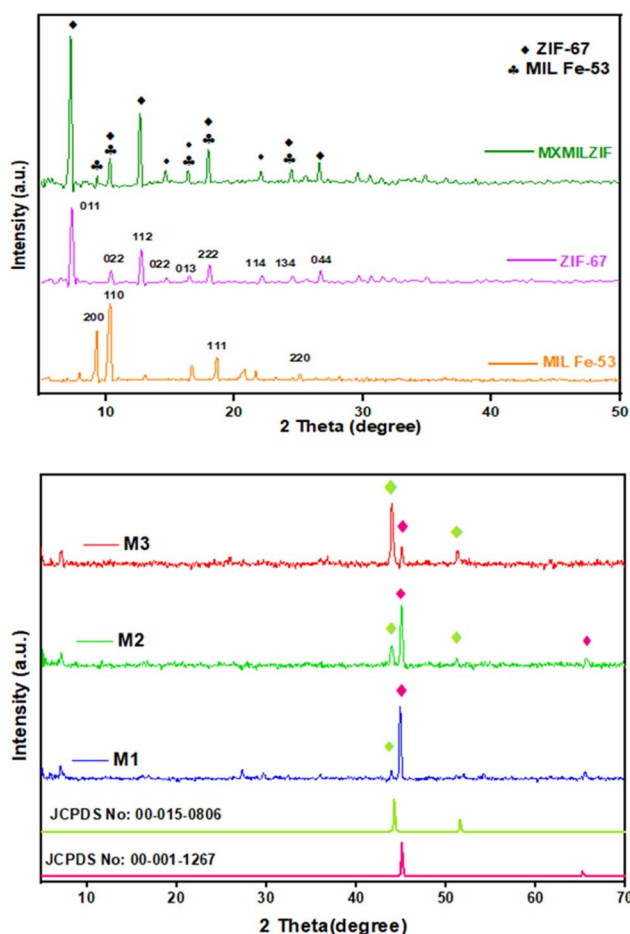 ◆ ZIF-67
♣ MIL Fe-53
MXMILZIF
011
022
112
022
013
222
114
134
044
ZIF-67
200
110
111
220
MIL Fe-53
10
20
30
40
50
2 Theta (degree)
Intensity (a.u.)
M3
M2
M1
JCPDS No: 00-015-0806
JCPDS No: 00-001-1267
10
20
30
40
50
60
70
2 Theta(degree)
Intensity (a.u.)